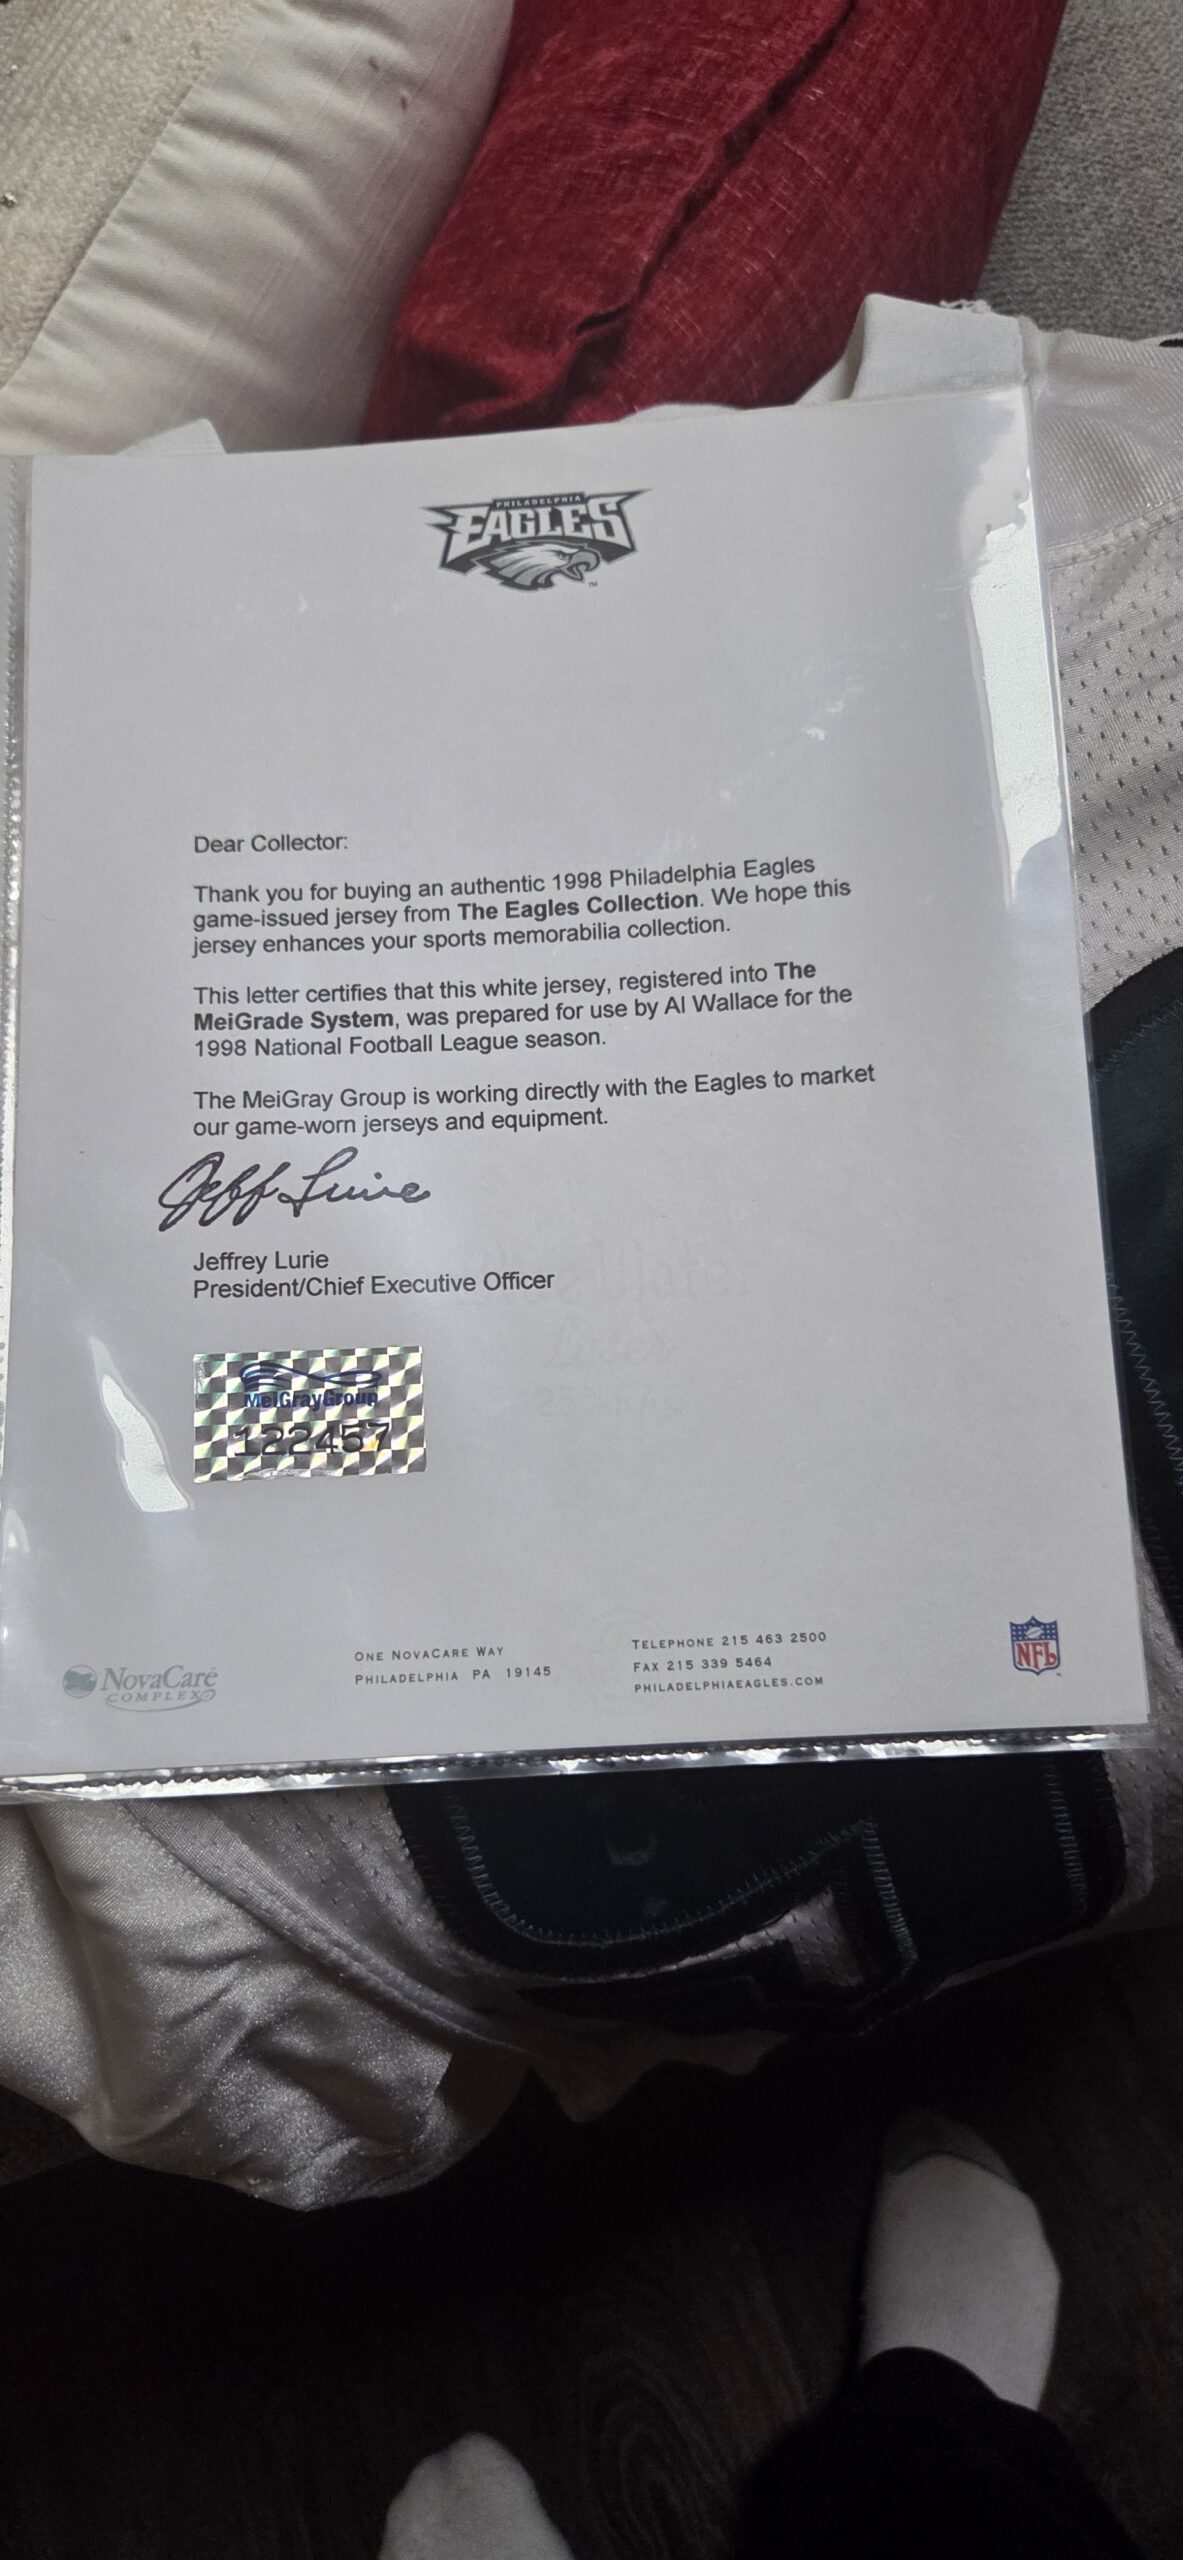 PHILADELPHIA
EAGLES
TM
Dear Collector:
Thank you for buying an authentic 1998 Philadelphia Eagles
game-issued jersey from The Eagles Collection. We hope this
jersey enhances your sports memorabilia collection.
This letter certifies that this white jersey, registered into The
MeiGrade System, was prepared for use by Al Wallace for the
1998 National Football League season.
The MeiGray Group is working directly with the Eagles to market
our game-worn jerseys and equipment.
Jeff Lurie
Jeffrey Lurie
President/Chief Executive Officer
MeiGrayGroup
122457
NovaCare
COMPLEX
ONE NOVACARE WAY
PHILADELPHIA PA 19145
TELEPHONE 215 463 2500
FAX 215 339 5464
PHILADELPHIAEAGLES.COM
NFL